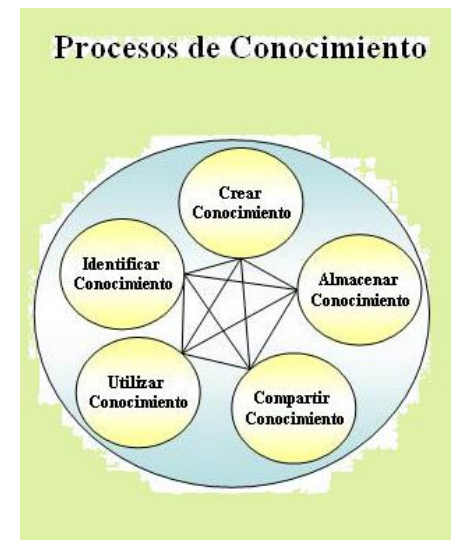 Procesos de Conocimiento
Crear
Conocimiento
Identificar
Conocimiento
Almacenar
Conocimiento
Utilizar
Conocimiento
Compartir
Conocimiento